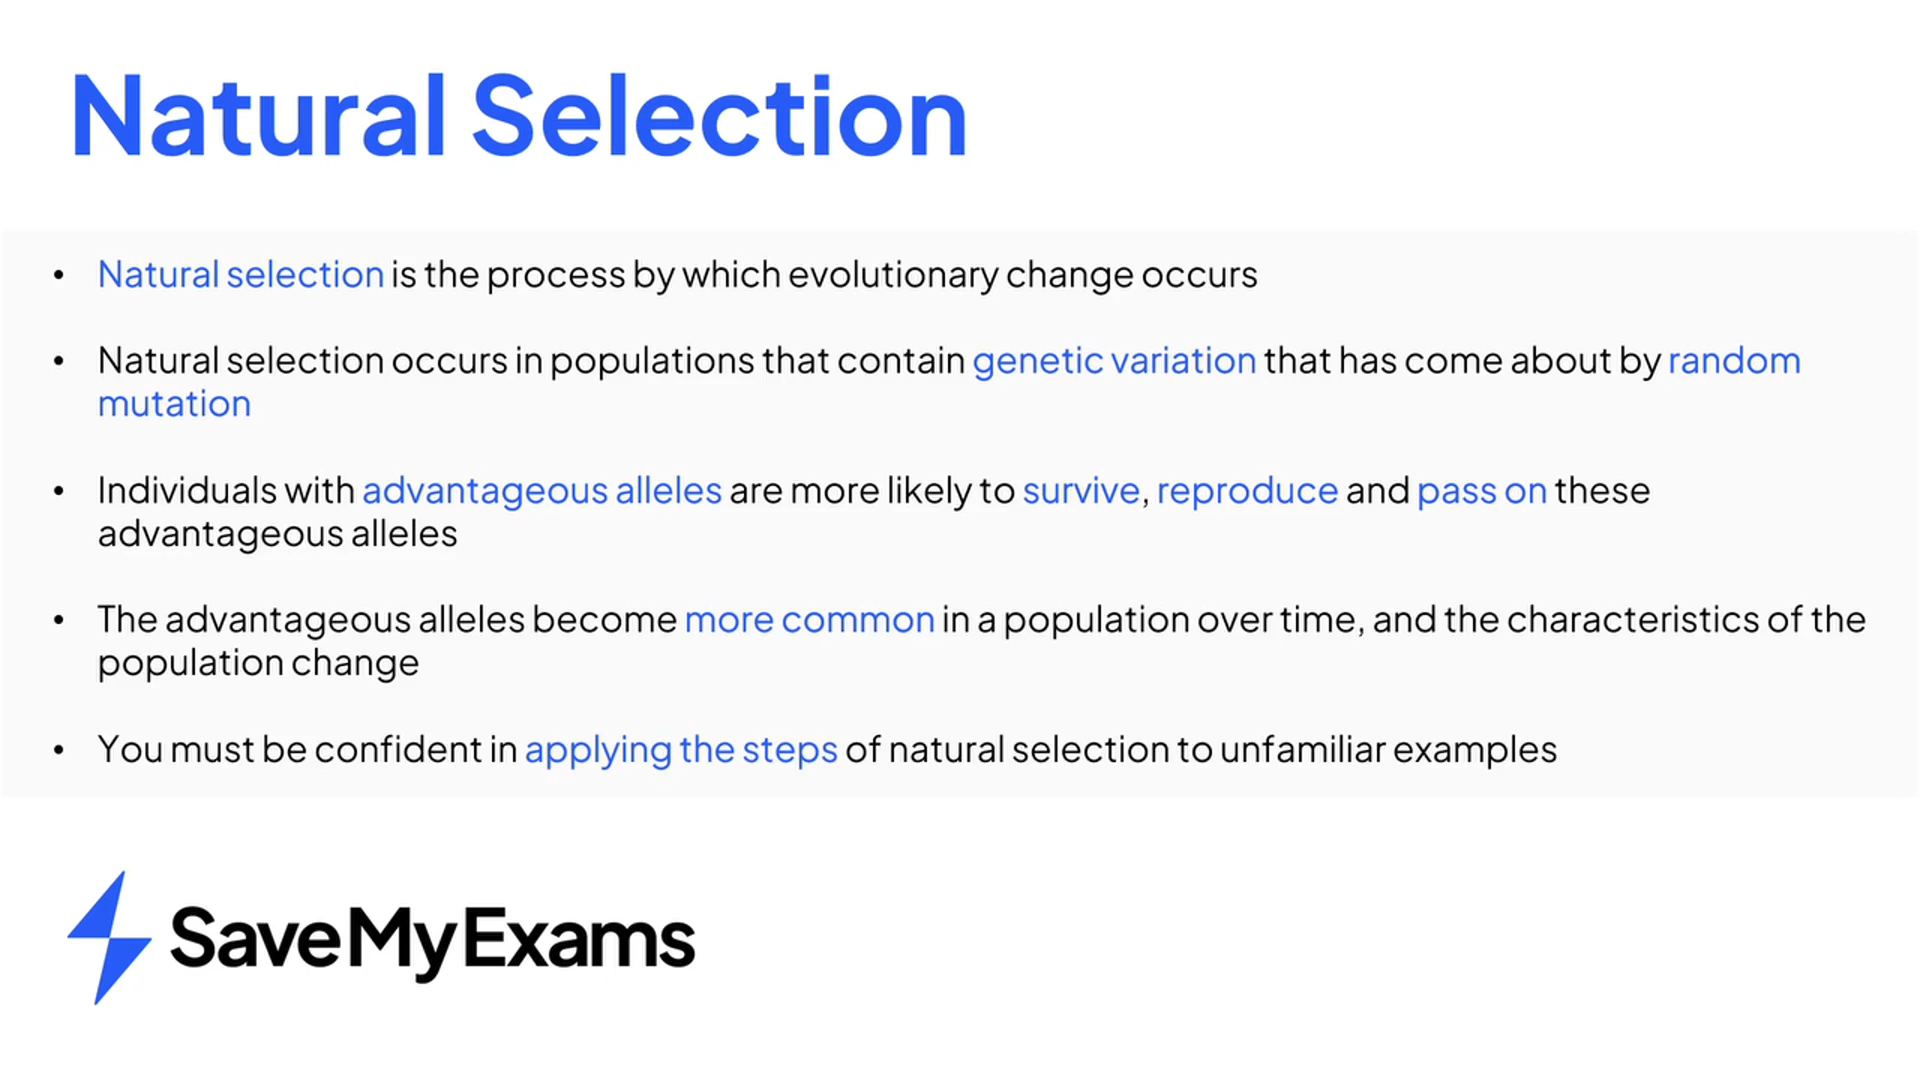 Natural Selection
• Natural selection is the process by which evolutionary change occurs
• Natural selection occurs in populations that contain genetic variation that has come about by random
mutation
• Individuals with advantageous alleles are more likely to survive, reproduce and pass on these
advantageous alleles
• The advantageous alleles become more common in a population over time, and the characteristics of the
population change
• You must be confident in applying the steps of natural selection to unfamiliar examples
SaveMyExams